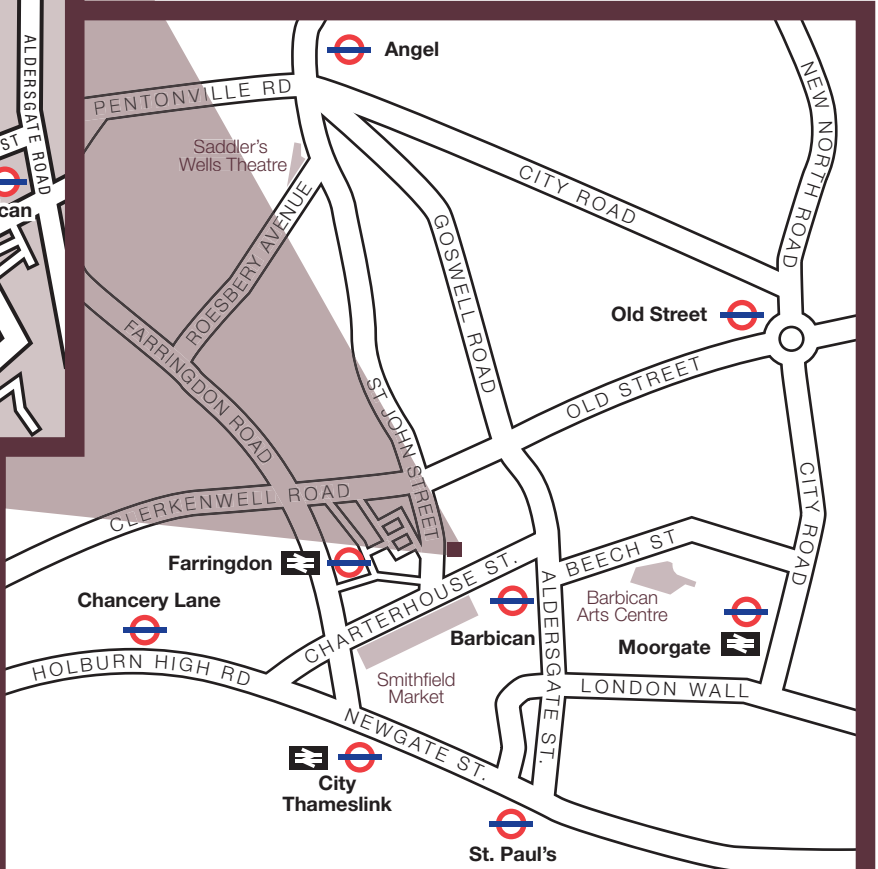 ALDERSGATE ROAD
ST
can
Angel
PENTONVILLE RD
Saddler's
Wells Theatre
NEW NORTH ROAD
CITY ROAD
ROESBERY AVENUE
GOSWELL ROAD
Old Street
FARRINGDON ROAD
OLD STREET
ST JOHN STREET
CLERKENWELL ROAD
CITY ROAD
Farringdon
BEECH ST
CHARTERHOUSE ST.
Chancery Lane
Barbican
Arts Centre
ALDERSGATE ST.
Barbican
Moorgate
HOLBURN HIGH RD
Smithfield
Market
LONDON WALL
NEWGATE ST.
City
Thameslink
St. Paul's